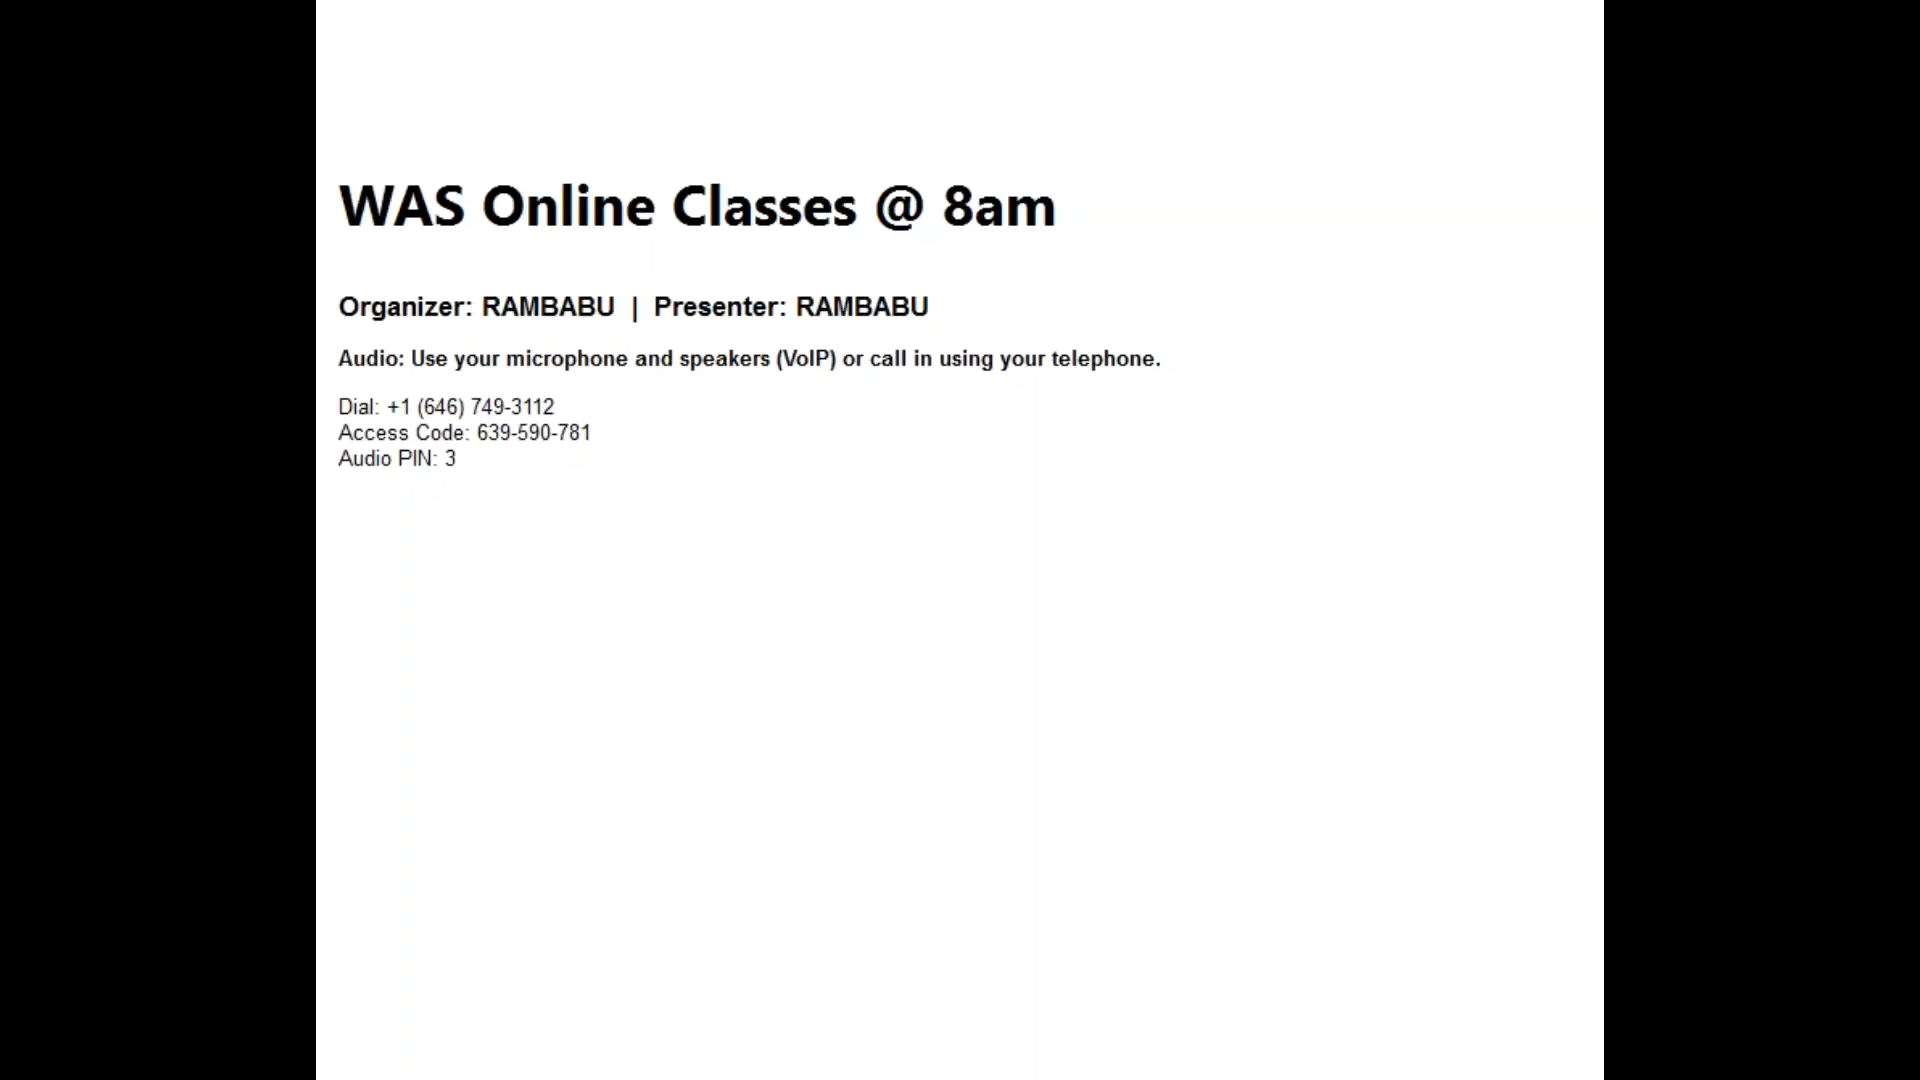 WAS Online Classes @ 8am
Organizer: RAMBABU | Presenter: RAMBABU
Audio: Use your microphone and speakers (VoIP) or call in using your telephone.
Dial: +1 (646) 749-3112
Access Code: 639-590-781
Audio PIN: 3